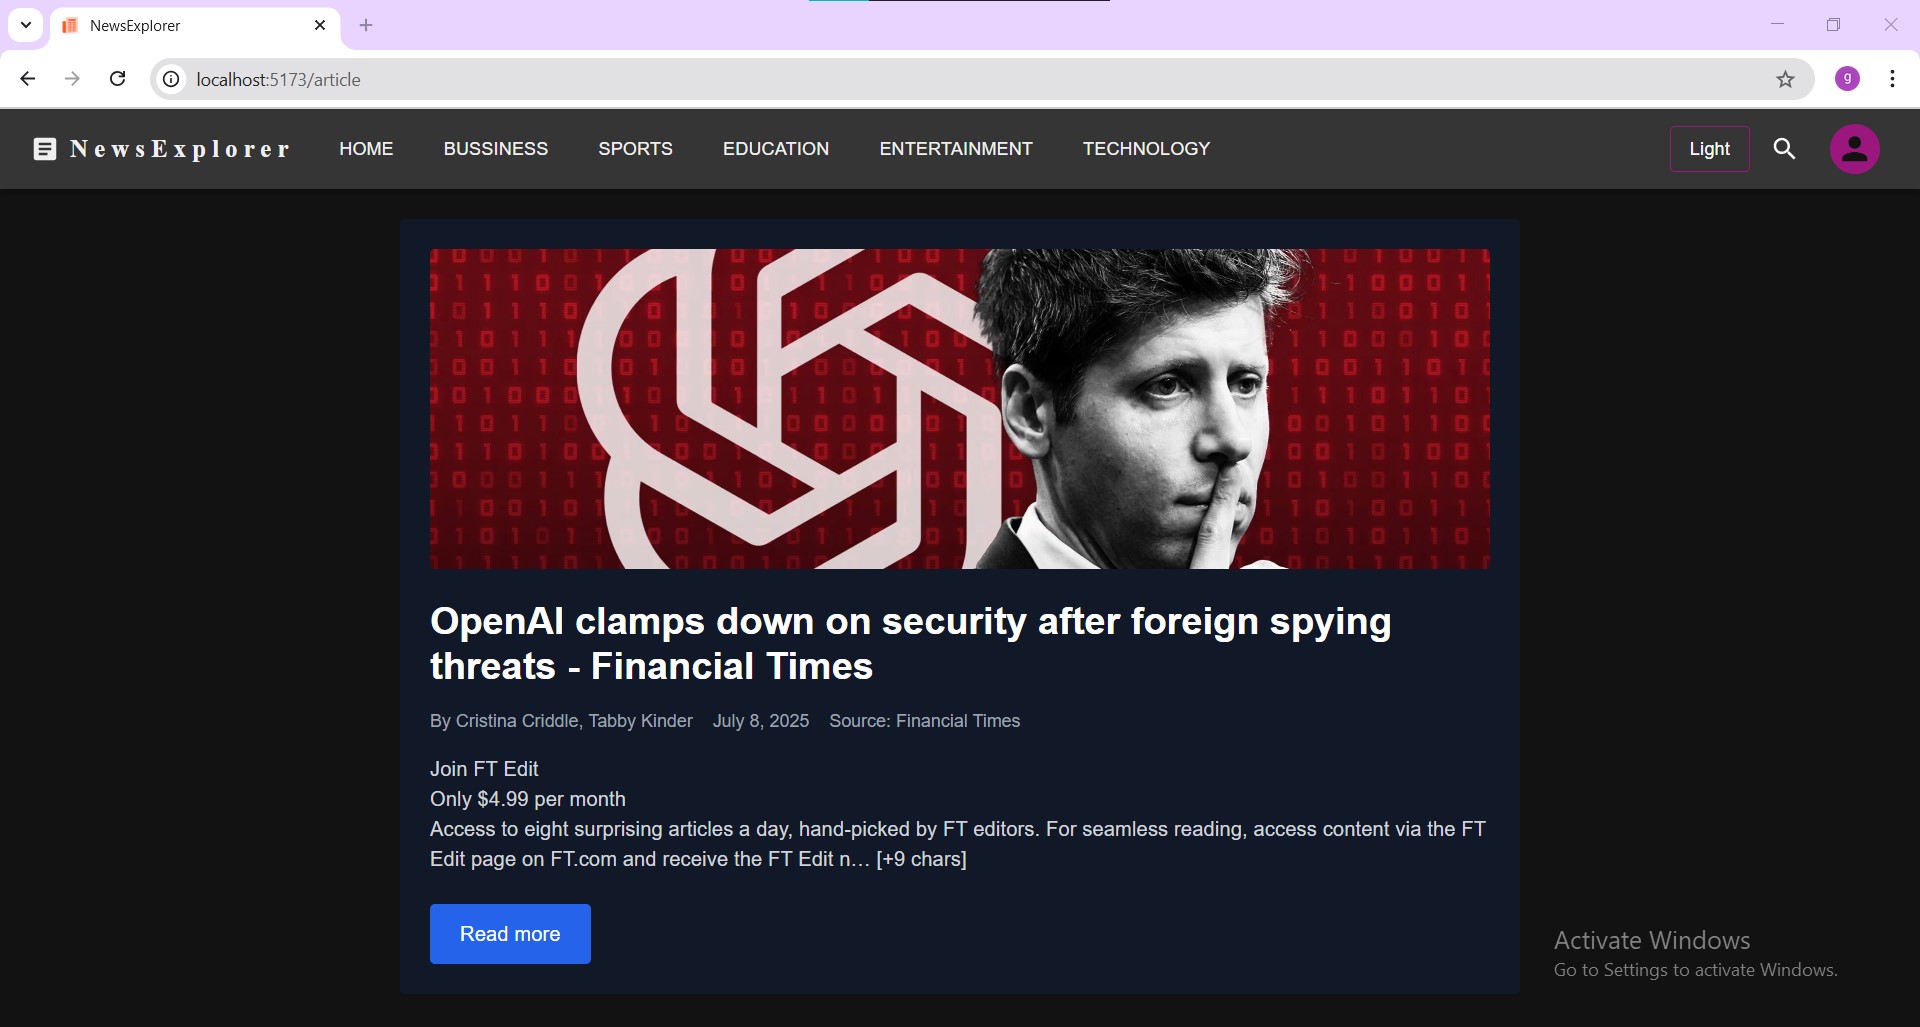 NewsExplorer
localhost:5173/article
g
NewsExplorer
HOME
BUSSINESS
SPORTS
EDUCATION
ENTERTAINMENT
TECHNOLOGY
Light
OpenAI clamps down on security after foreign spying
threats - Financial Times
By Cristina Criddle, Tabby Kinder July 8, 2025 Source: Financial Times
Join FT Edit
Only $4.99 per month
Access to eight surprising articles a day, hand-picked by FT editors. For seamless reading, access content via the FT
Edit page on FT.com and receive the FT Edit n… [+9 chars]
Read more
Activate Windows
Go to Settings to activate Windows.